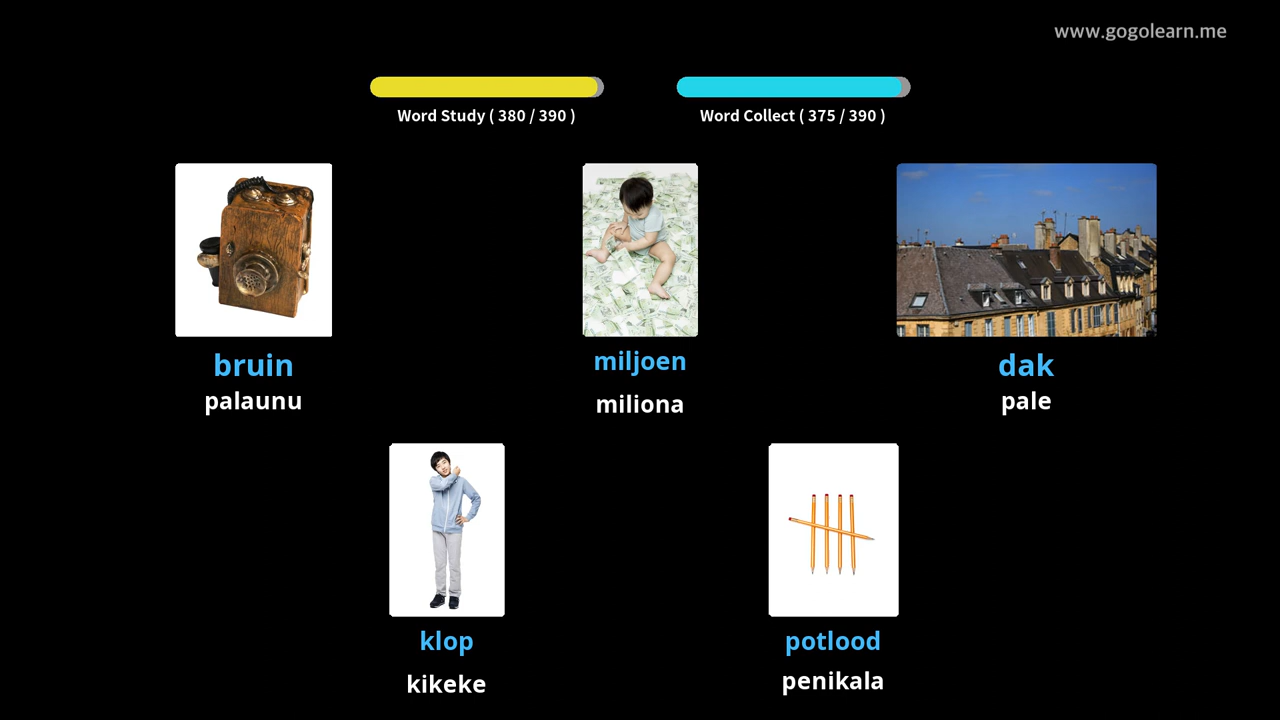 www.gogolearn.me
Word Study ( 380 / 390 )
Word Collect ( 375 / 390 )
bruin
palaunu
miljoen
miliona
dak
pale
klop
kikeke
potlood
penikala